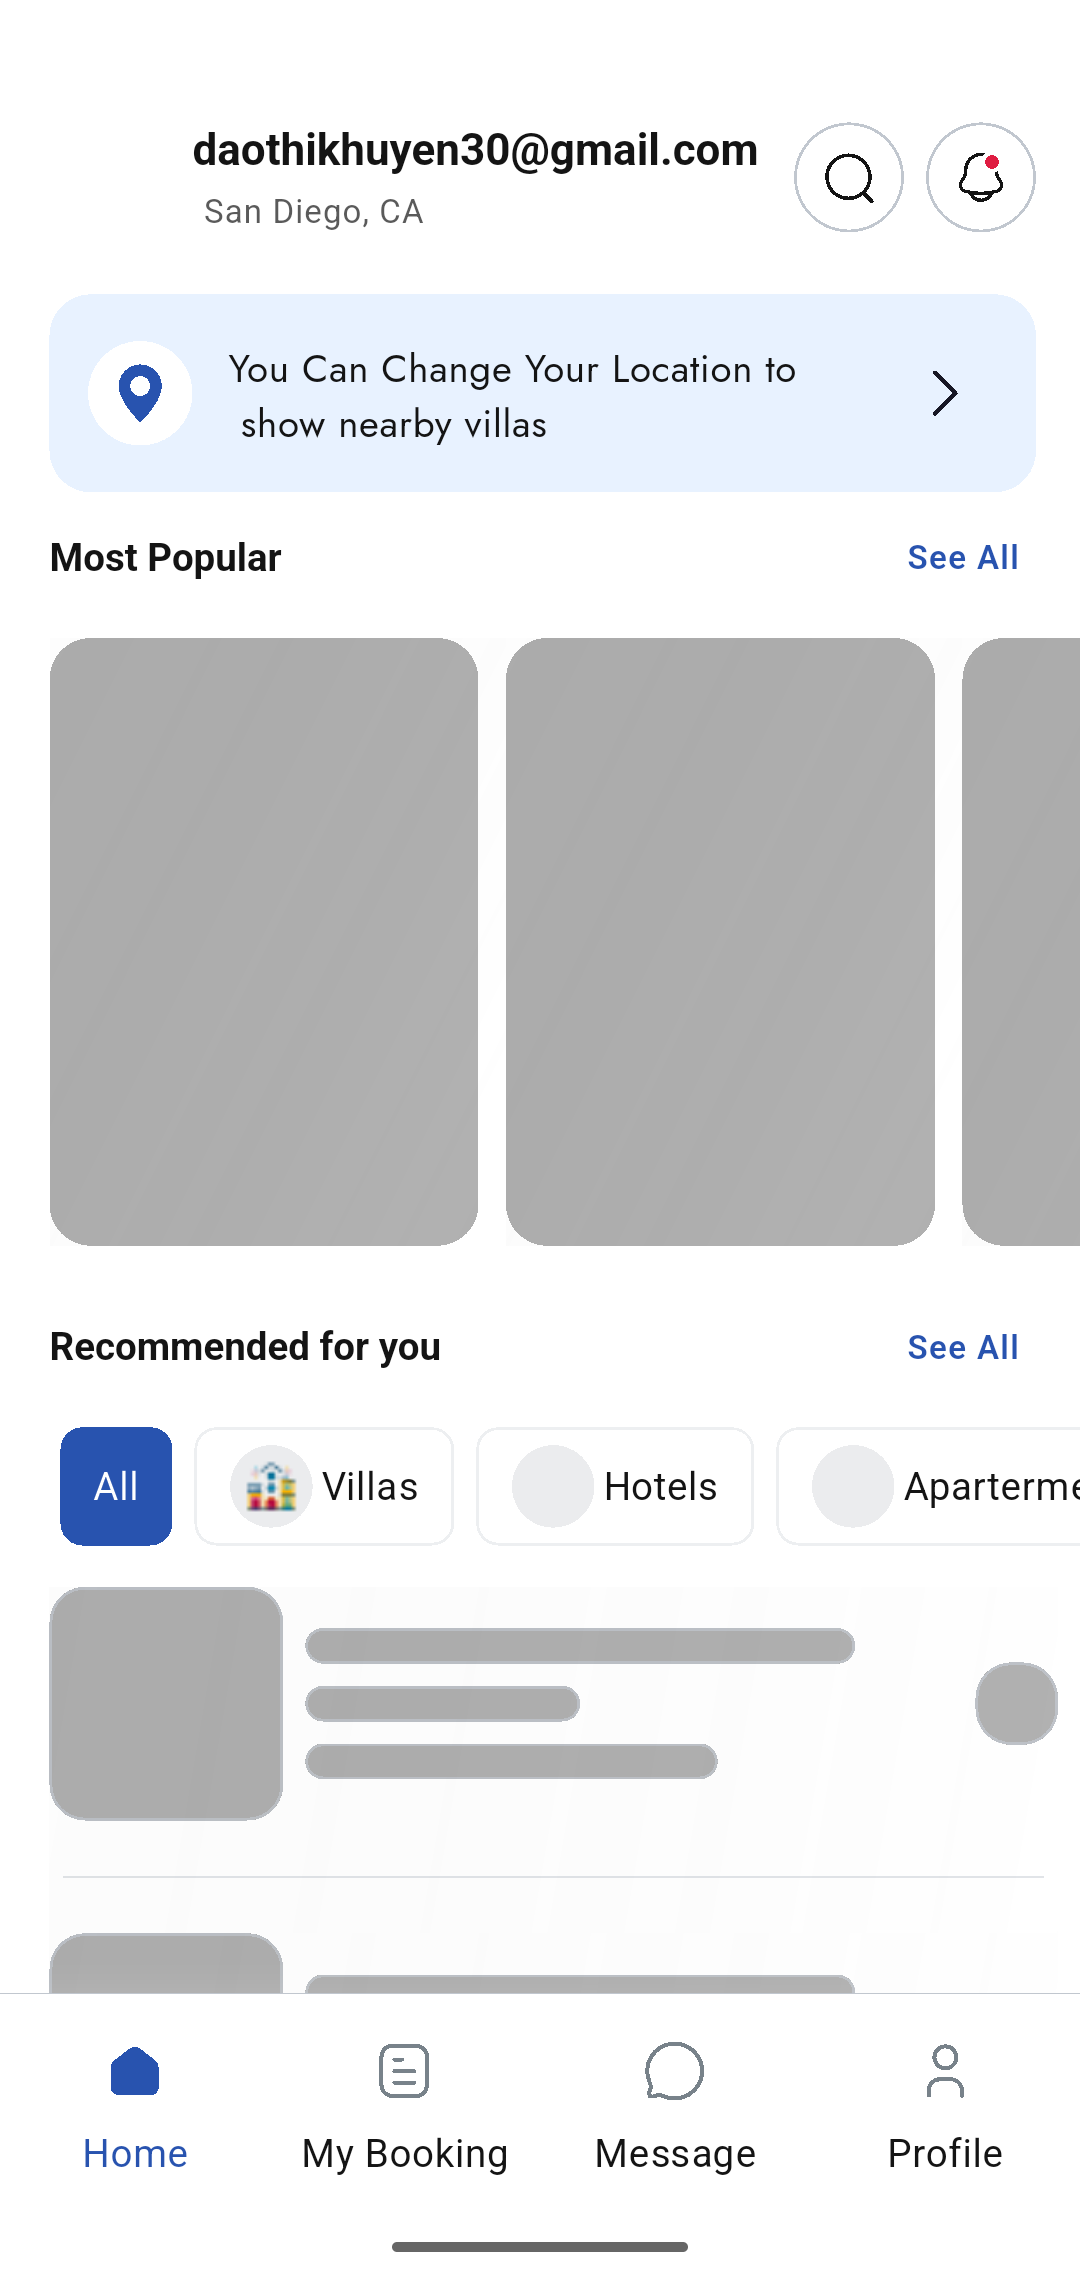 daothikhuyen30@gmail.com
San Diego, CA
You Can Change Your Location to
show nearby villas
Most Popular
See All
Recommended for you
See All
All
Villas
Hotels
Aparterme
Home
My Booking
Message
Profile